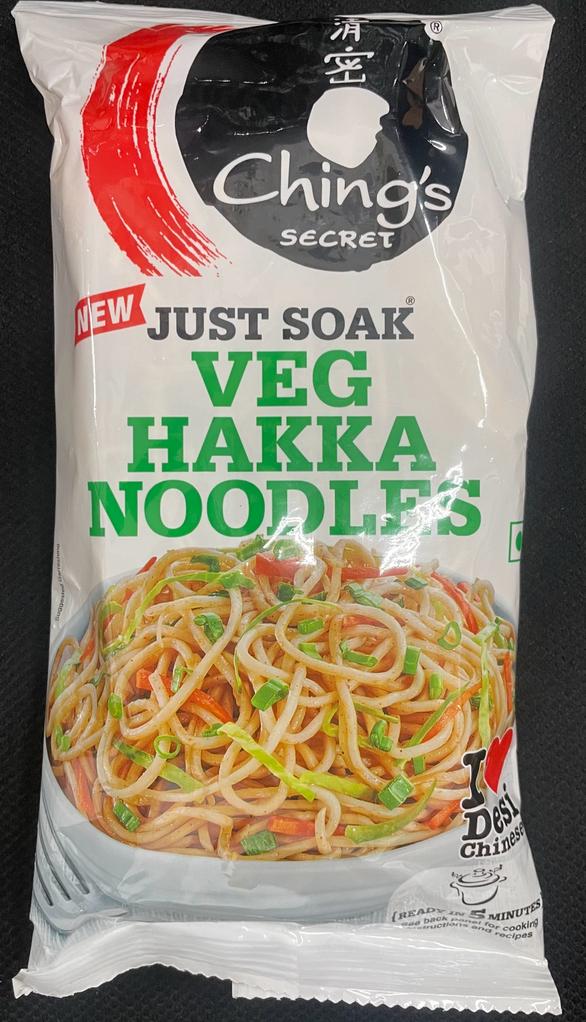 清
密
®
Ching's
SECRET
NEW
JUST SOAK®
VEG
HAKKA
NOODLES
Suggested
I ♥
Desi
Chinese
READY IN 5 MINUTES
See back panel for cooking
instructions and recipes